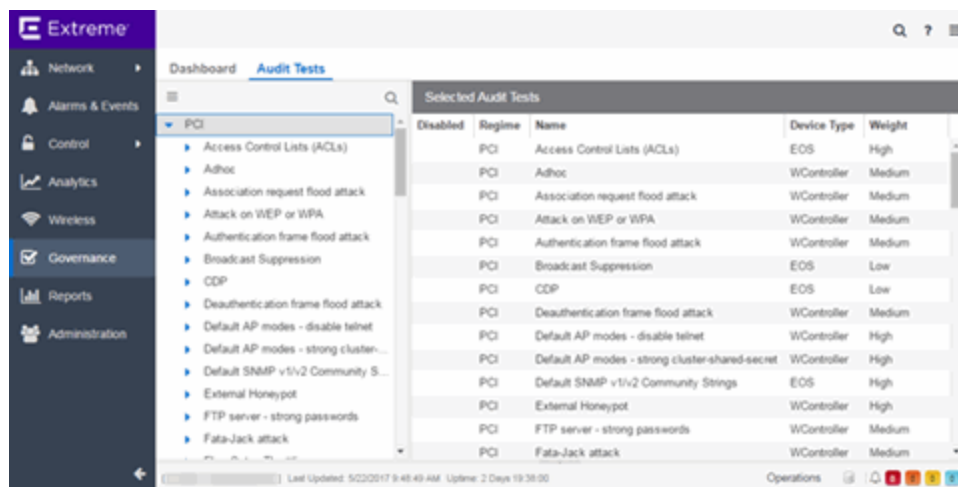 Extreme
Network
Alarms & Events
Control
Analytics
Wireless
Governance
Reports
Administration
Dashboard Audit Tests
PCI
Access Control Lists (ACLs)
Adhoc
Association request flood attack
Attack on WEP or WPA
Authentication frame flood attack
Broadcast Suppression
CDP
Deauthentication frame flood attack
Default AP modes - disable telnet
Default AP modes - strong cluster-...
Default SNMP v1/v2 Community S...
External Honeypot
FTP server - strong passwords
Fata-Jack attack
Selected Audit Tests
Disabled Regime Name Device Type Weight
PCI Access Control Lists (ACLs) EOS High
PCI Adhoc WController Medium
PCI Association request flood attack WController Medium
PCI Attack on WEP or WPA WController Medium
PCI Authentication frame flood attack WController Medium
PCI Broadcast Suppression EOS Low
PCI CDP EOS Low
PCI Deauthentication frame flood attack WController Medium
PCI Default AP modes - disable telnet WController High
PCI Default AP modes - strong cluster-shared-secret WController High
PCI Default SNMP v1/v2 Community Strings EOS High
PCI External Honeypot WController High
PCI FTP server - strong passwords WController Medium
PCI Fata-Jack attack WController Medium
Last Updated: 5/22/2017 9:48:49 AM Uptime: 2 Days 19:38:00
Operations